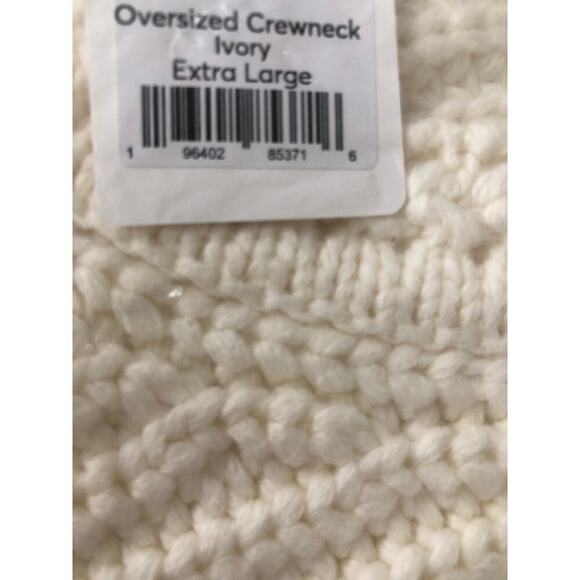 Oversized Crewneck
Ivory
Extra Large
1 96402 85371 6